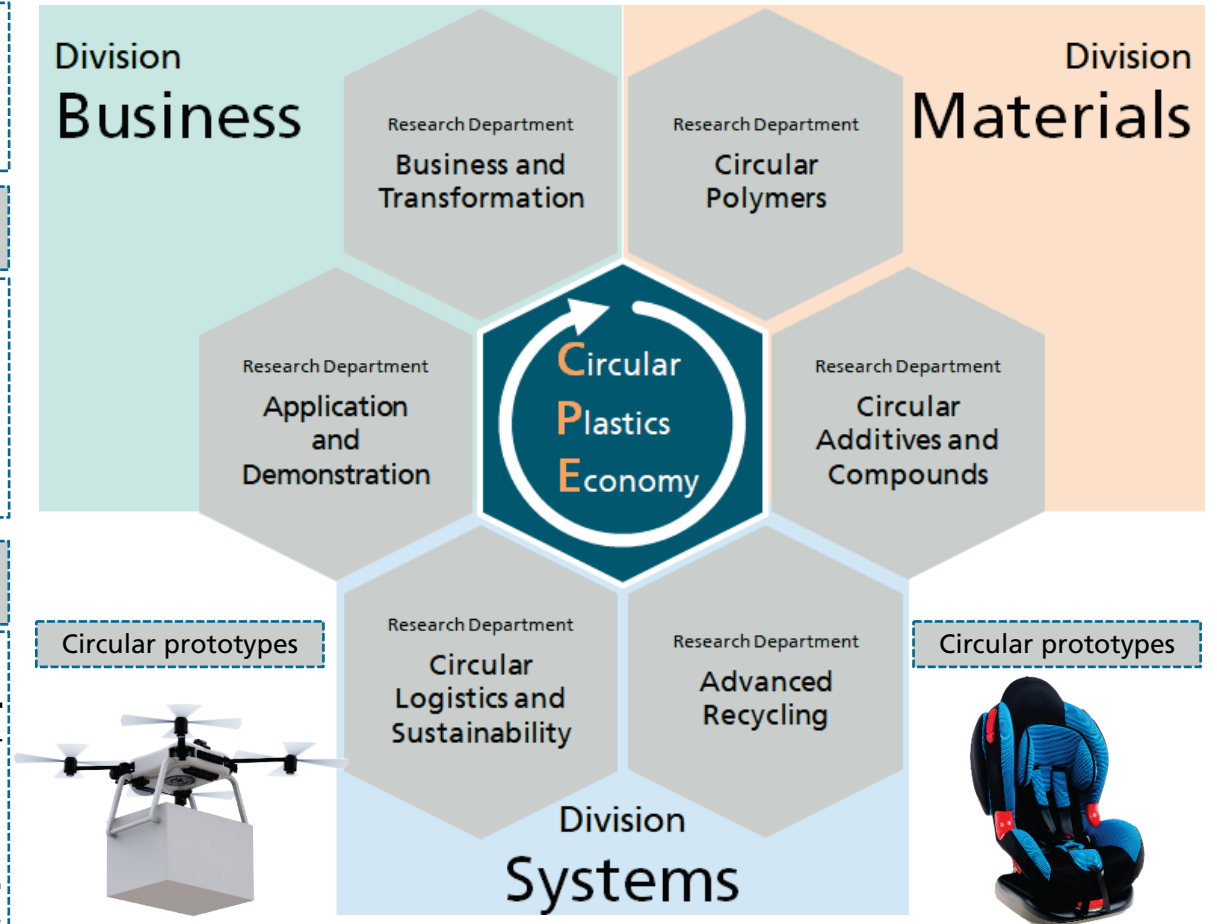 Division
Business
Division
Materials
Research Department
Business and
Transformation
Research Department
Circular
Polymers
Research Department
Application
and
Demonstration
Circular
Plastics
Economy
Research Department
Circular
Additives and
Compounds
Circular prototypes
Research Department
Circular
Logistics and
Sustainability
Research Department
Advanced
Recycling
Circular prototypes
Division
Systems